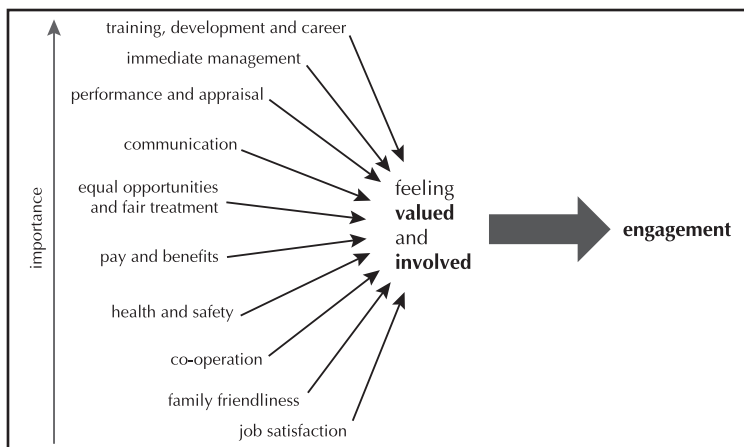 training, development and career
immediate management
performance and appraisal
communication
equal opportunities
and fair treatment
pay and benefits
health and safety
co-operation
family friendliness
job satisfaction
importance
feeling
valued
and
involved
engagement